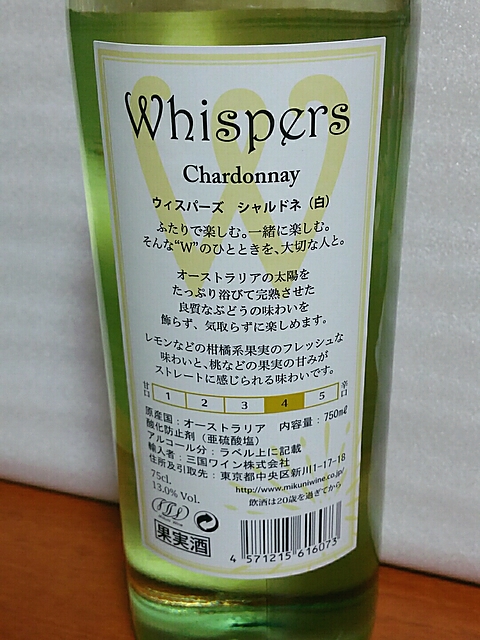 Whispers
Chardonnay
ウィスパーズ シャルドネ (白)
ふたりで楽しむ。一緒に楽しむ。
そんな“W”のひとときを、大切な人と。
オーストラリアの太陽を
たっぷり浴びて完熟させた
良質なぶどうの味わいを
飾らず、気取らずに楽しめます。
レモンなどの柑橘系果実のフレッシュな
味わいと、桃などの果実の甘みが
ストレートに感じられる味わいです。
甘口 1 2 3 4 5 辛口
原産国：オーストラリア 内容量：750㎖
酸化防止剤（亜硫酸塩）
アルコール分：ラベル上に記載
輸入者：三国ワイン株式会社
住所及引取先：東京都中央区新川1-17-18
http://www.mikuniwine.co.jp/
75cl.
13.0% Vol.
飲酒は20歳を過ぎてから
果実酒
4 571215 616073